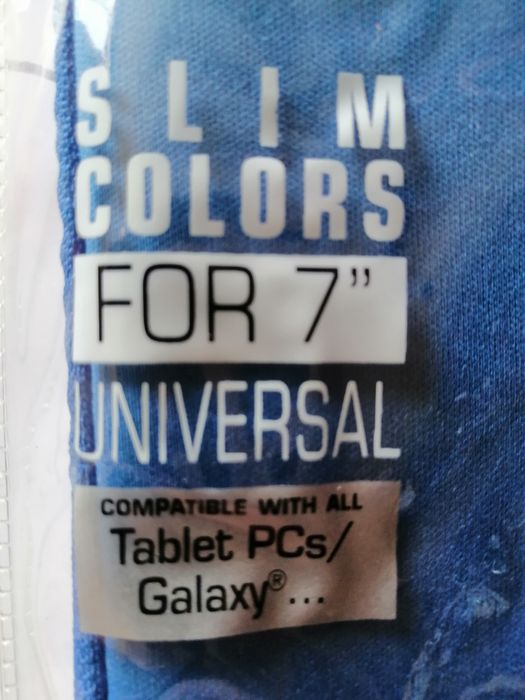 SLIM
COLORS
FOR 7”
UNIVERSAL
COMPATIBLE WITH ALL
Tablet PCs/
Galaxy®...